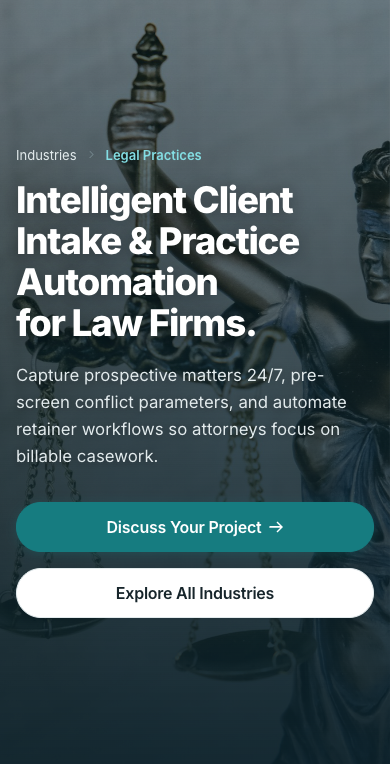 Industries > Legal Practices
Intelligent Client
Intake & Practice
Automation
for Law Firms.
Capture prospective matters 24/7, pre-
screen conflict parameters, and automate
retainer workflows so attorneys focus on
billable casework.
Discuss Your Project →
Explore All Industries